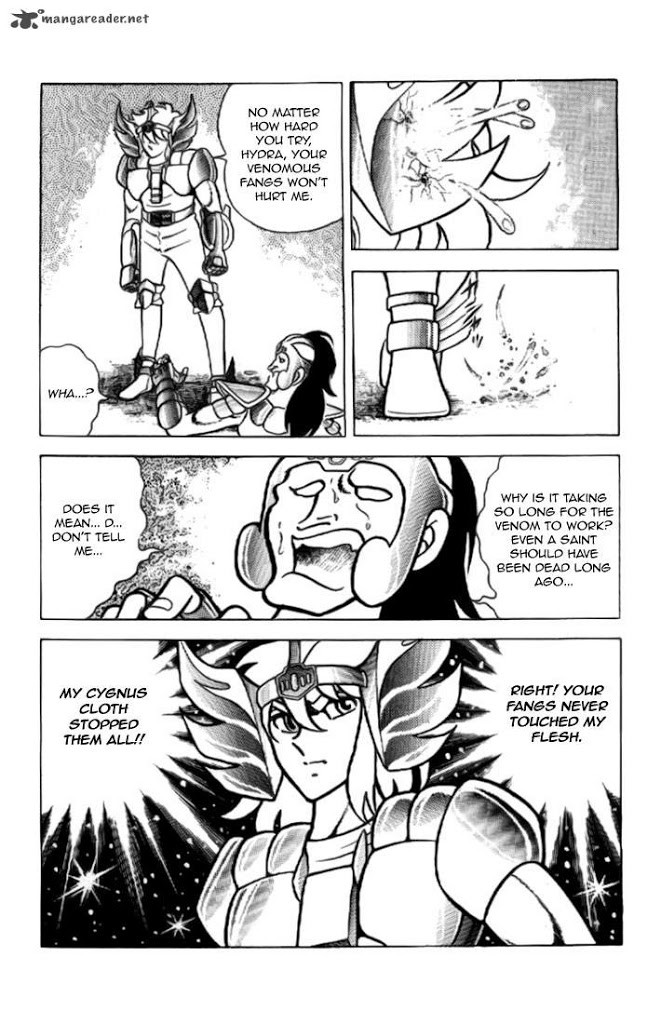 mangareader.net
NO MATTER
HOW HARD
YOU TRY,
HYDRA, YOUR
VENOMOUS
FANGS WON'T
HURT ME.
WHA...?
DOES IT
MEAN... D...
DON'T TELL
ME...
WHY IS IT TAKING
SO LONG FOR THE
VENOM TO WORK?
EVEN A SAINT
SHOULD HAVE
BEEN DEAD LONG
AGO...
MY CYGNUS
CLOTH
STOPPED
THEM ALL!!
RIGHT! YOUR
FANGS NEVER
TOUCHED MY
FLESH.